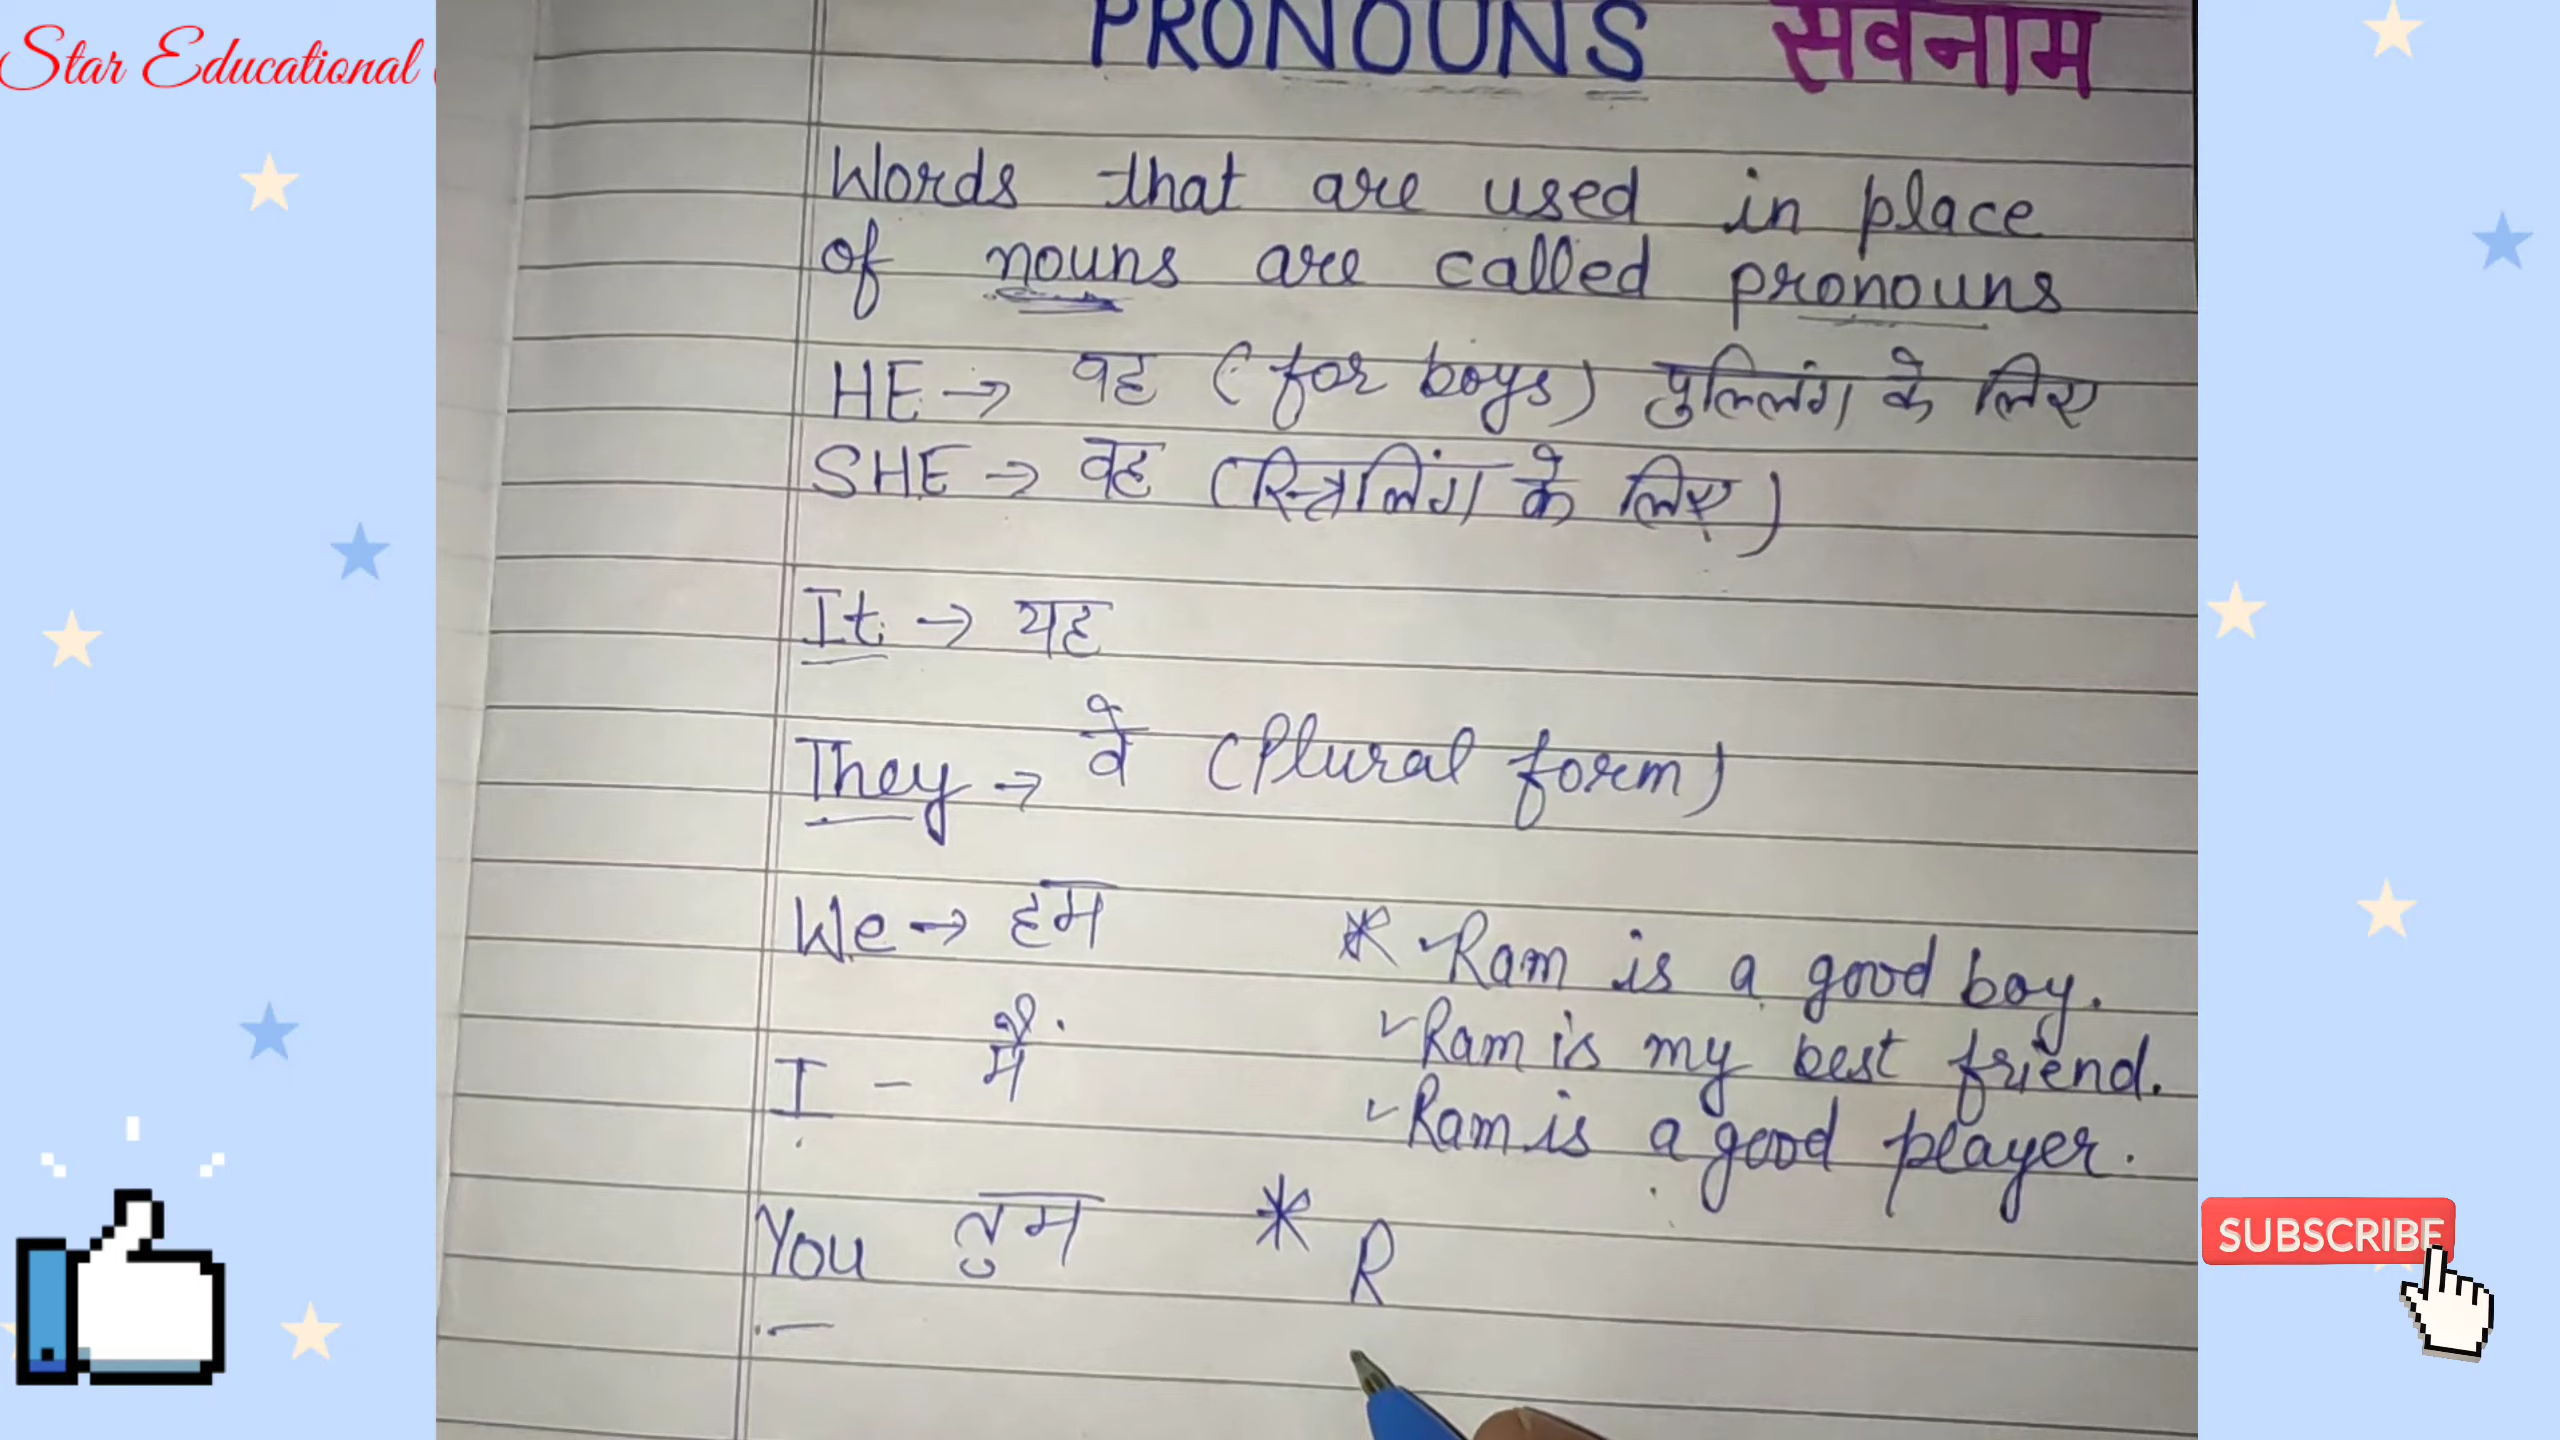 Star Educational
PRONOUNS सर्वनाम
Words that are used in place
of nouns are called pronouns
HE → वह (for boys) पुल्लिंग के लिए
SHE → वह (स्त्रिलिंग के लिए)
It → यह
They → वे (Plural form)
We → हम
* Ram is a good boy.
Ram is my best friend.
I - मैं
Ram is a good player.
You तुम * R
SUBSCRIBE